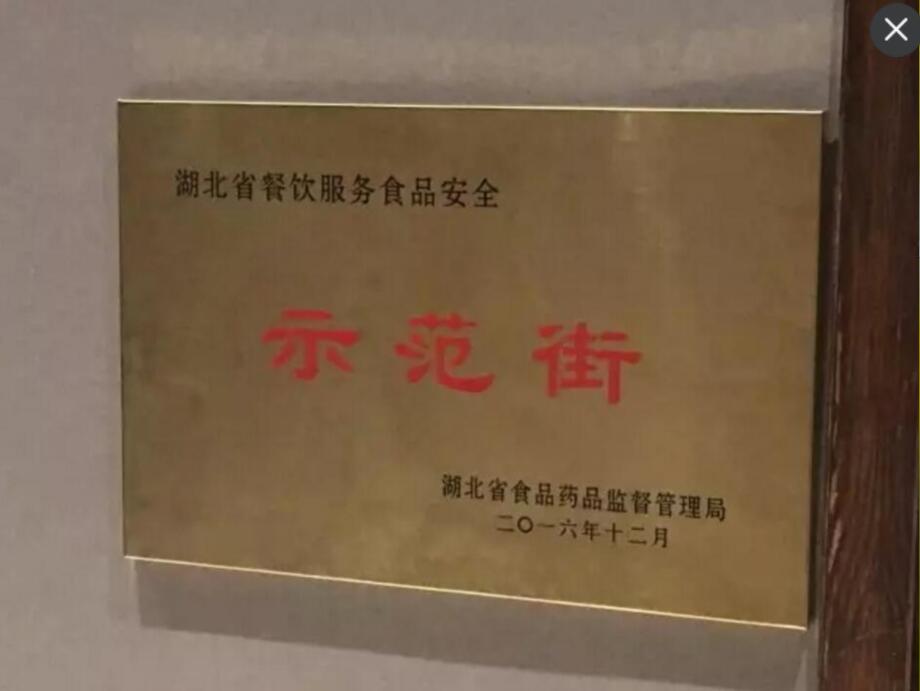 湖北省餐饮服务食品安全
示范街
湖北省食品药品监督管理局
二〇一六年十二月